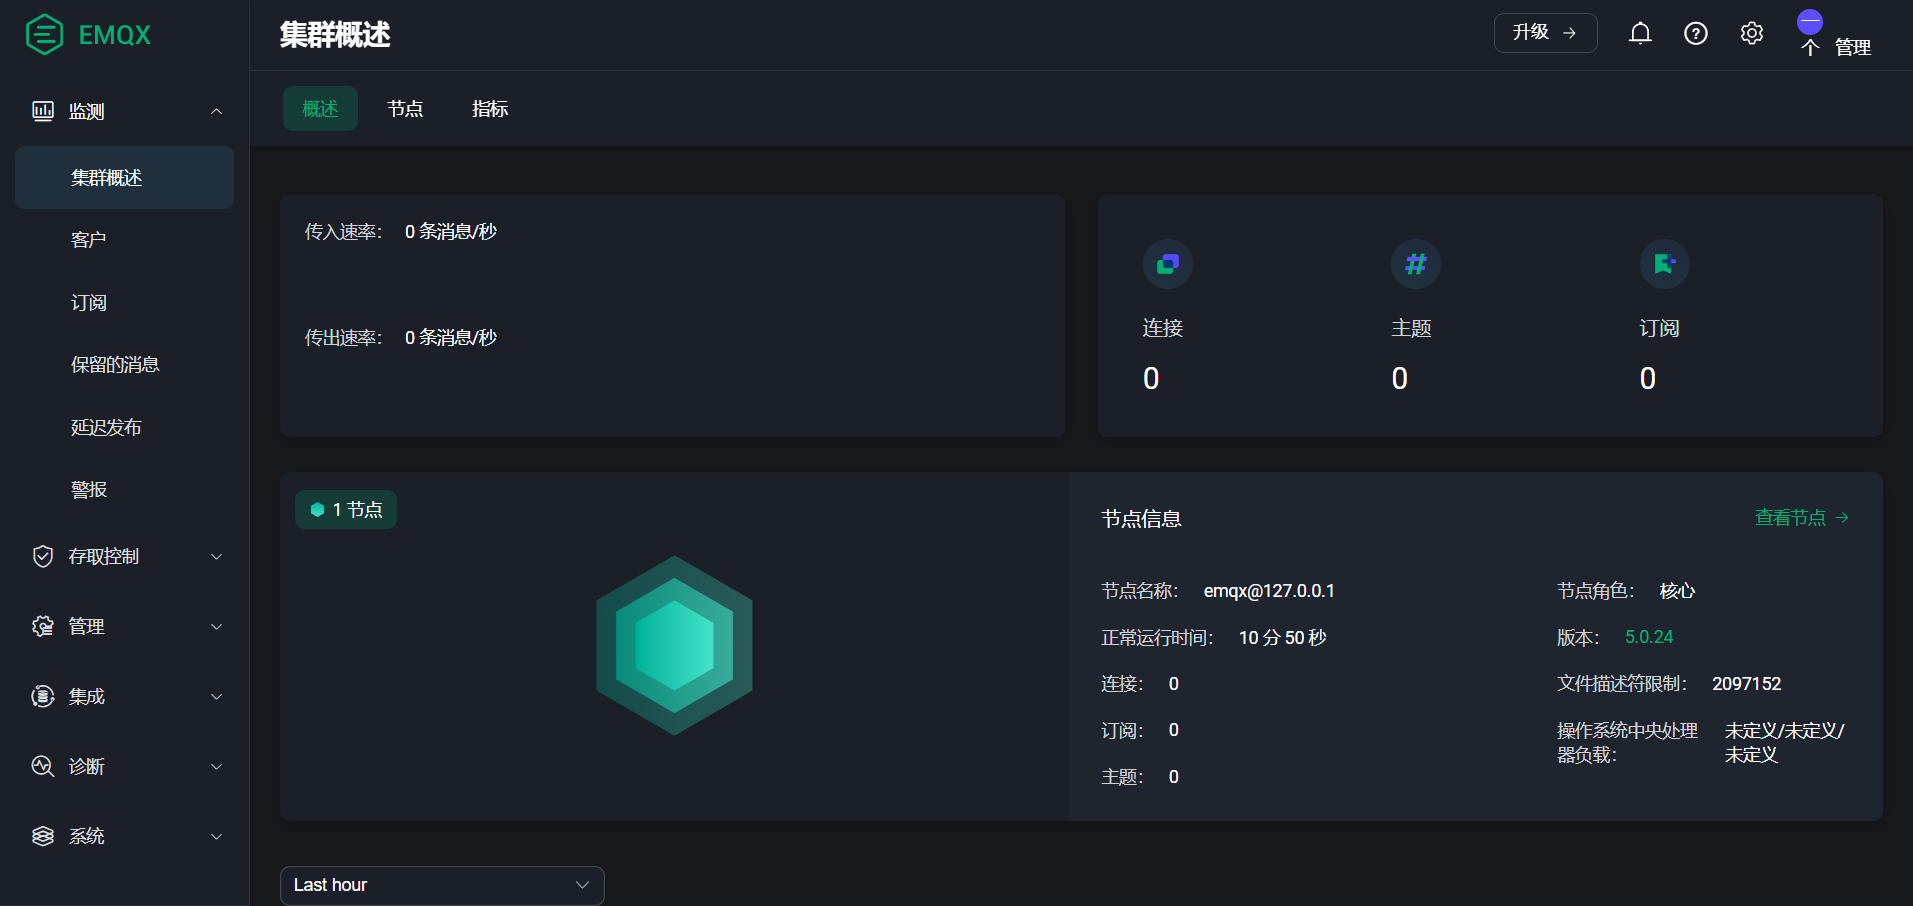 EMQX
集群概述
升级
一
个 管理
监测
集群概述
客户
订阅
保留的消息
延迟发布
警报
存取控制
管理
集成
诊断
系统
概述 节点 指标
传入速率： 0 条消息/秒
传出速率： 0 条消息/秒
连接 主题 订阅
0 0 0
1 节点
节点信息 查看节点
节点名称： emqx@127.0.0.1
正常运行时间： 10 分 50 秒
连接： 0
订阅： 0
主题： 0
节点角色： 核心
版本： 5.0.24
文件描述符限制： 2097152
操作系统中央处理
器负载：
未定义/未定义/
未定义
Last hour